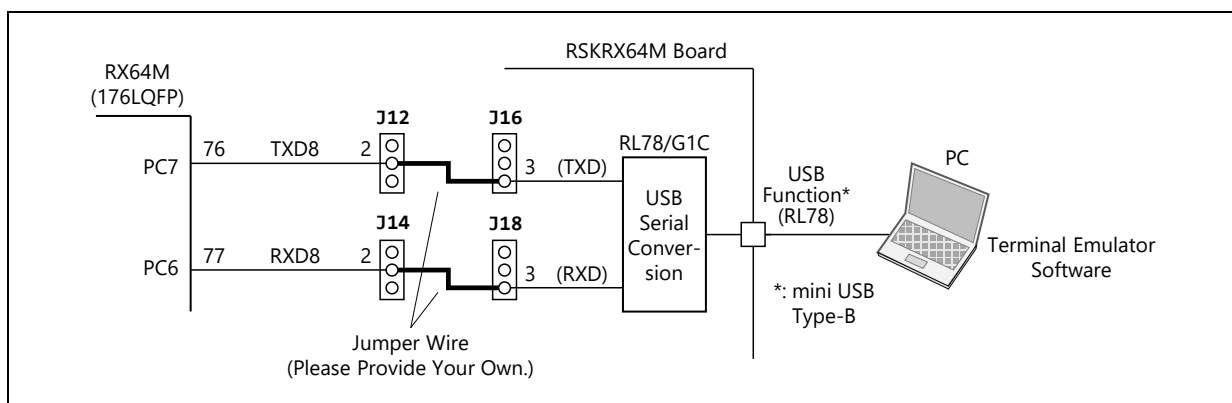 RSKRX64M Board
RX64M
(176LQFP)
J12
J16
RL78/G1C
PC7
76
TXD8
2
3
(TXD)
USB
Serial
Conver-
sion
USB
Function*
(RL78)
PC
Terminal Emulator
Software
J14
J18
PC6
77
RXD8
2
3
(RXD)
*: mini USB
Type-B
Jumper Wire
(Please Provide Your Own.)